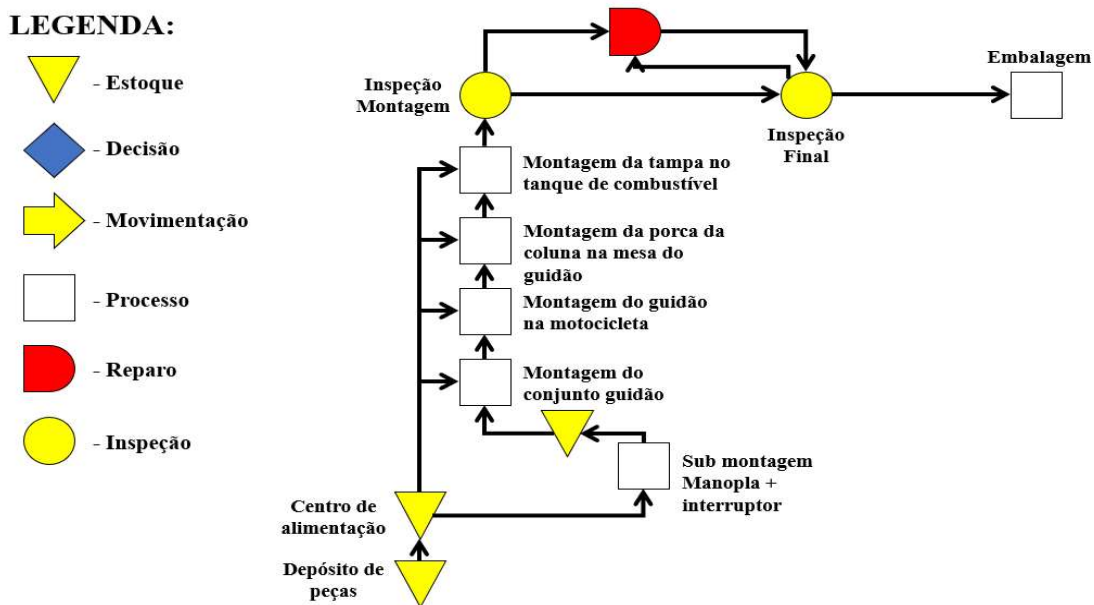 LEGENDA:
- Estoque
- Decisão
- Movimentação
- Processo
- Reparo
- Inspeção
Inspeção
Montagem
Inspeção
Final
Embalagem
Montagem da tampa no
tanque de combustível
Montagem da porca da
coluna na mesa do
guidão
Montagem do guidão
na motocicleta
Montagem do
conjunto guidão
Sub montagem
Manopla +
interruptor
Centro de
alimentação
Depósito de
peças